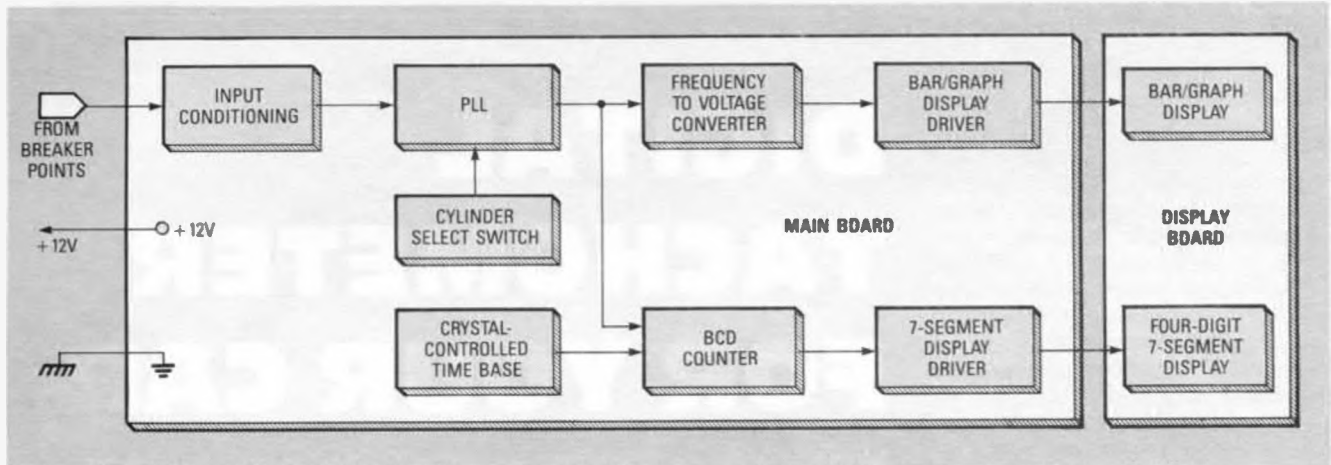 FROM
BREAKER
POINTS
INPUT
CONDITIONING
PLL
FREQUENCY
TO VOLTAGE
CONVERTER
BAR/GRAPH
DISPLAY
DRIVER
BAR/GRAPH
DISPLAY
+12V
+12V
CYLINDER
SELECT SWITCH
MAIN BOARD
DISPLAY
BOARD
CRYSTAL-
CONTROLLED
TIME BASE
BCD
COUNTER
7-SEGMENT
DISPLAY
DRIVER
FOUR-DIGIT
7-SEGMENT
DISPLAY